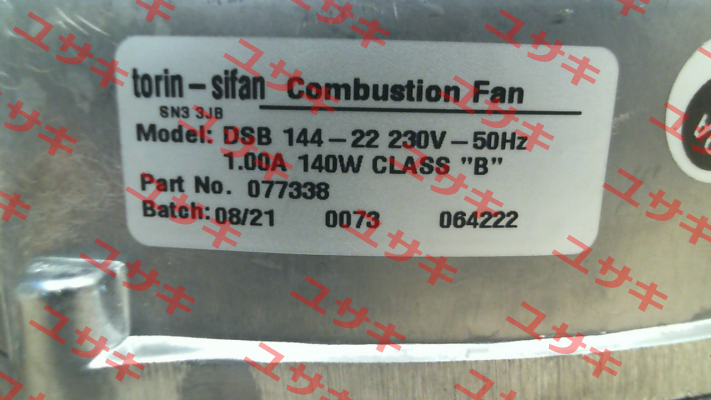 torin-sifan Combustion Fan
SN3 3JB
Model: DSB 144-22 230V-50Hz
1.00A 140W CLASS "B"
Part No. 077338
Batch: 08/21 0073 064222
ユサキ